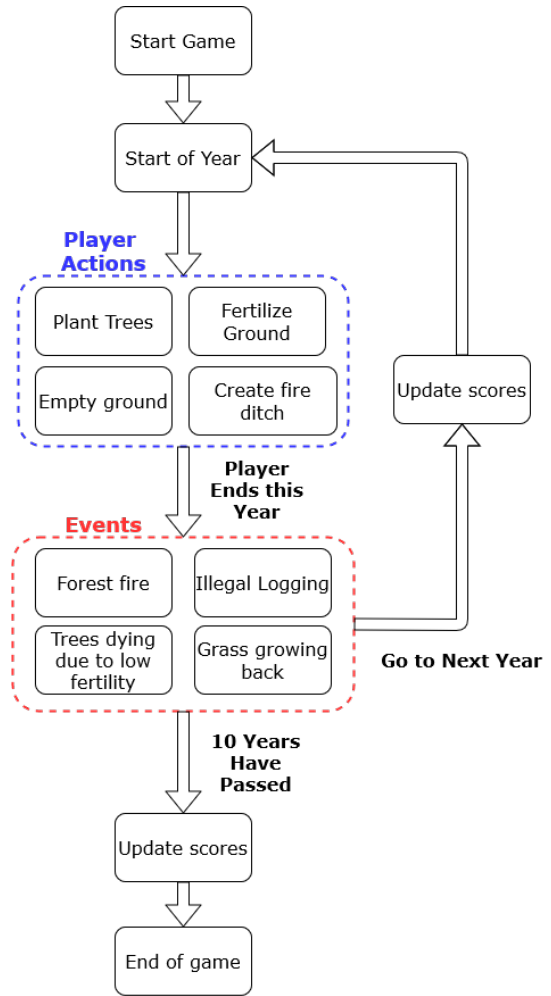 Start Game
Start of Year
Player
Actions
Plant Trees
Fertilize
Ground
Empty ground
Create fire
ditch
Update scores
Player
Ends this
Year
Events
Forest fire
Illegal Logging
Trees dying
due to low
fertility
Grass growing
back
Go to Next Year
10 Years
Have
Passed
Update scores
End of game